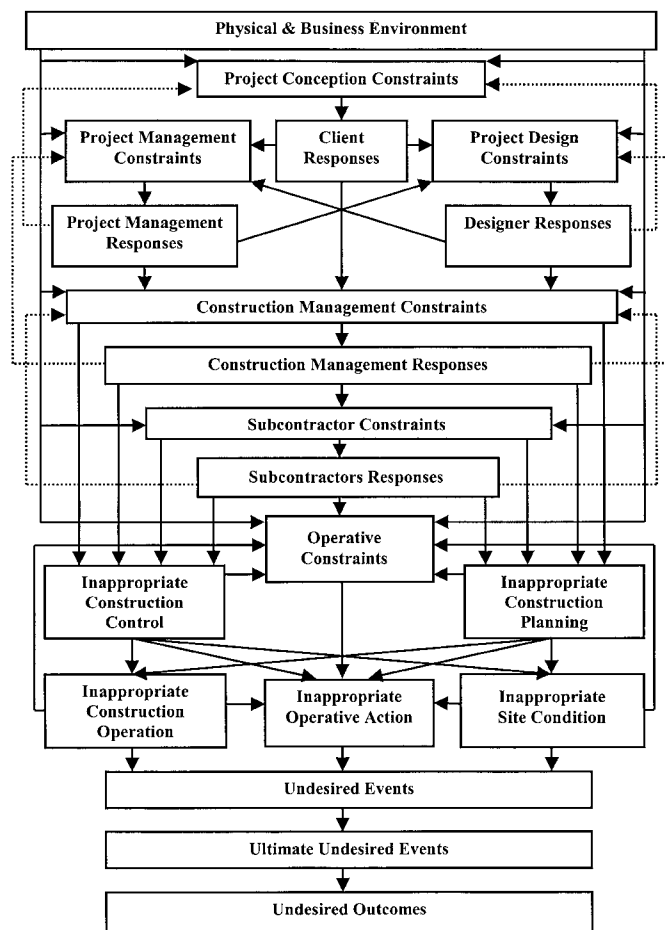 Physical & Business Environment
Project Conception Constraints
Project Management
Constraints
Client
Responses
Project Design
Constraints
Project Management
Responses
Designer Responses
Construction Management Constraints
Construction Management Responses
Subcontractor Constraints
Subcontractors Responses
Operative
Constraints
Inappropriate
Construction
Control
Inappropriate
Construction
Planning
Inappropriate
Construction
Operation
Inappropriate
Operative Action
Inappropriate
Site Condition
Undesired Events
Ultimate Undesired Events
Undesired Outcomes